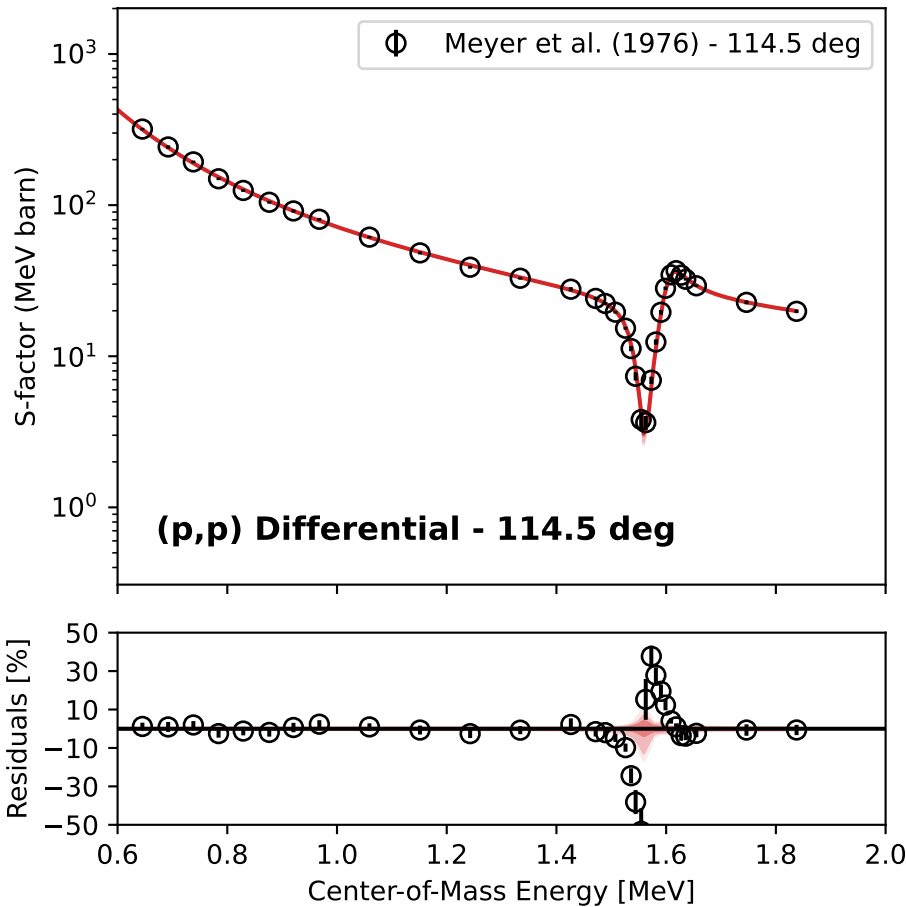 Meyer et al. (1976) - 114.5 deg
10³
10²
10¹
10⁰
S-factor (MeV barn)
(p,p) Differential - 114.5 deg
50
30
10
−10
−30
−50
Residuals [%]
0.6 0.8 1.0 1.2 1.4 1.6 1.8 2.0
Center-of-Mass Energy [MeV]